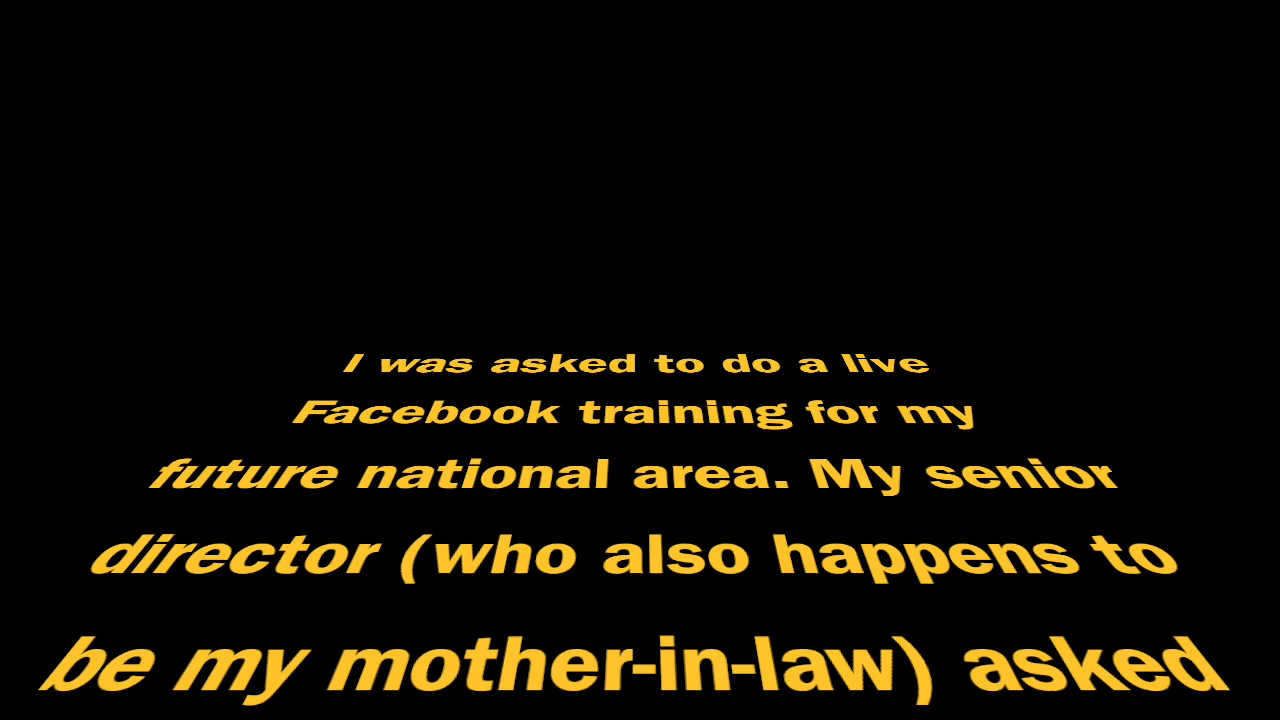 I was asked to do a live
Facebook training for my
future national area. My senior
director (who also happens to
be my mother-in-law) asked